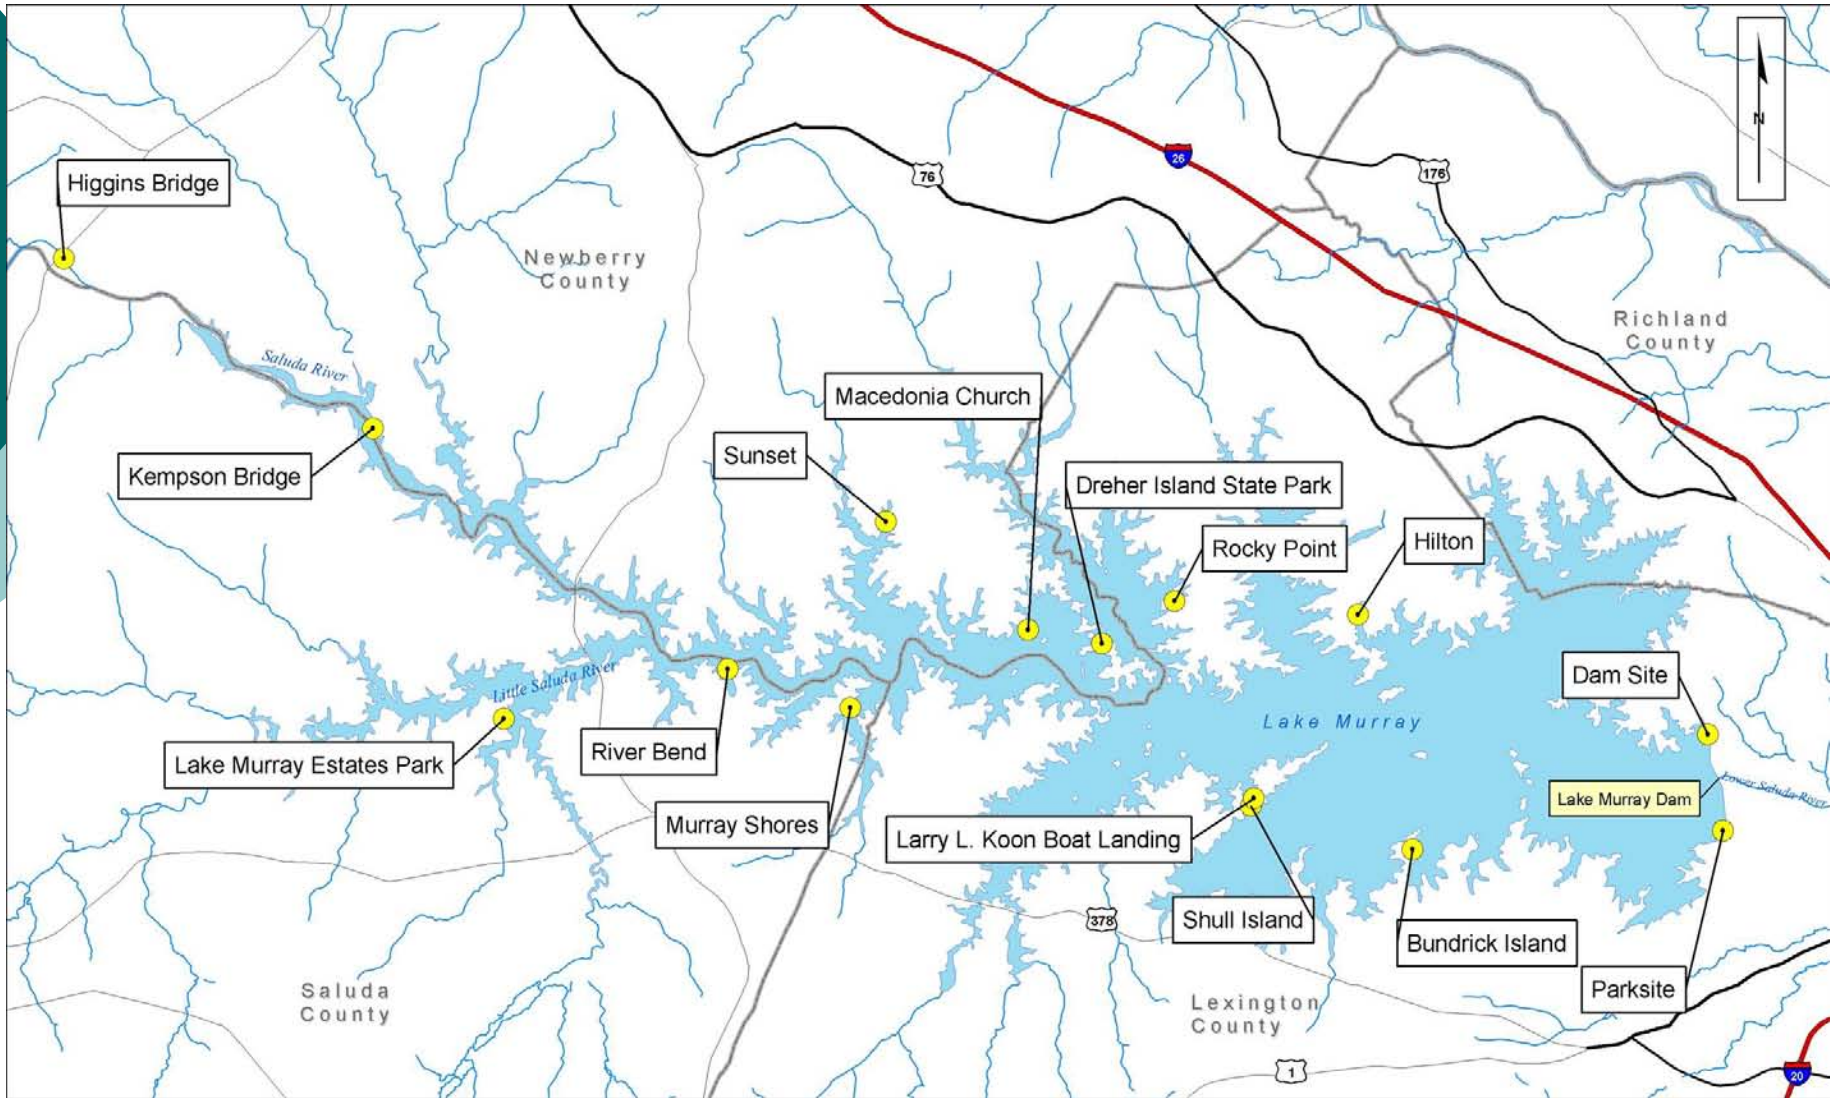 N
26
76
176
Higgins Bridge
Newberry
County
Richland
County
Saluda River
Macedonia Church
Sunset
Kempson Bridge
Dreher Island State Park
Rocky Point
Hilton
Little Saluda River
Dam Site
Lake Murray
River Bend
Lake Murray Estates Park
Lower Saluda River
Lake Murray Dam
Murray Shores
Larry L. Koon Boat Landing
Shull Island
378
Bundrick Island
Parksite
Saluda
County
Lexington
County
1
20